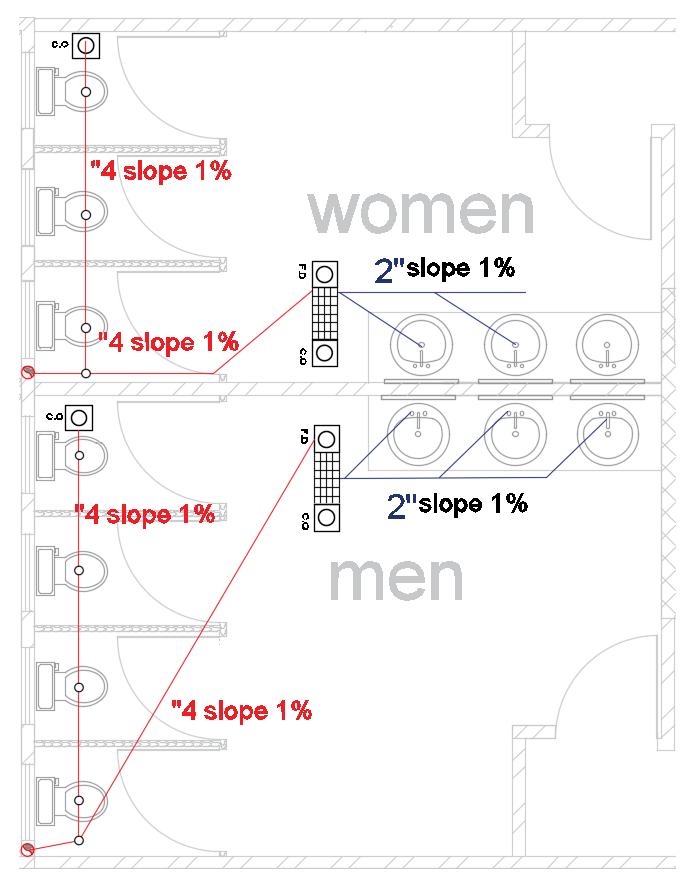 C.O
"4 slope 1%
women
F.D
2" slope 1%
"4 slope 1%
C.O
C.O
F.D
2" slope 1%
"4 slope 1%
C.O
men
"4 slope 1%